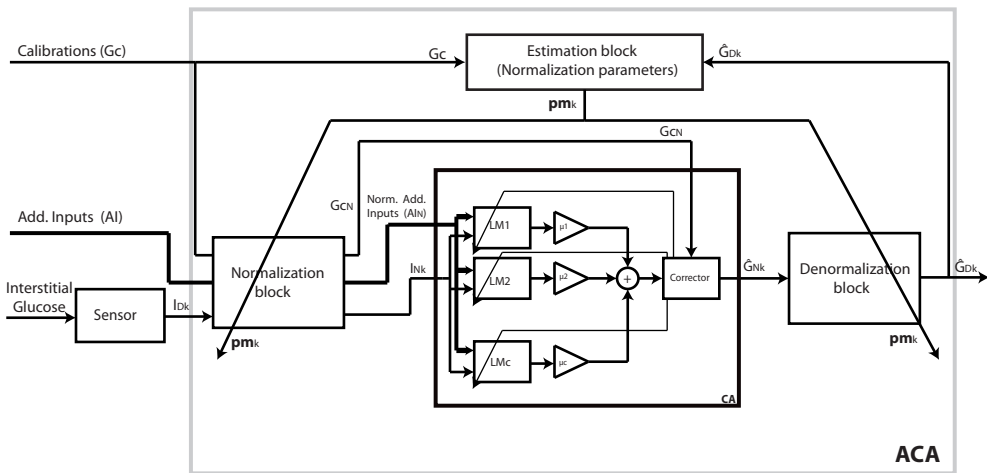 Calibrations (Gc)
Gc
Estimation block
(Normalization parameters)
ĜDk
pmk
GCN
GCN
Norm. Add.
Inputs (AIN)
Add. Inputs (AI)
LM1
μ1
Normalization
block
INk
LM2
μ2
+
Corrector
ĜNk
Denormalization
block
ĜDk
Interstitial
Glucose
Sensor
IDk
pmk
pmk
LMc
μc
CA
ACA